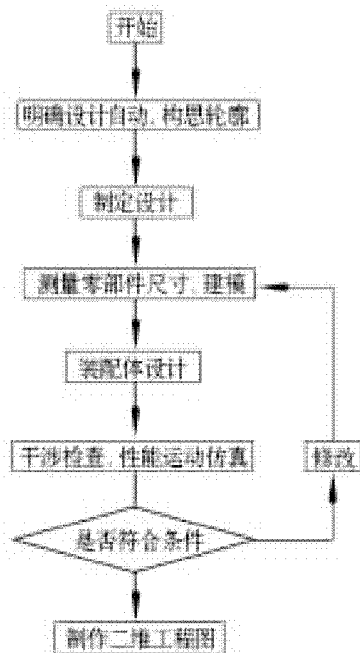 开始
明确设计自动,构思轮廓
制定设计
测量零部件尺寸,建模
装配体设计
干涉检查,性能运动仿真
修改
是否符合条件
制作二维工程图